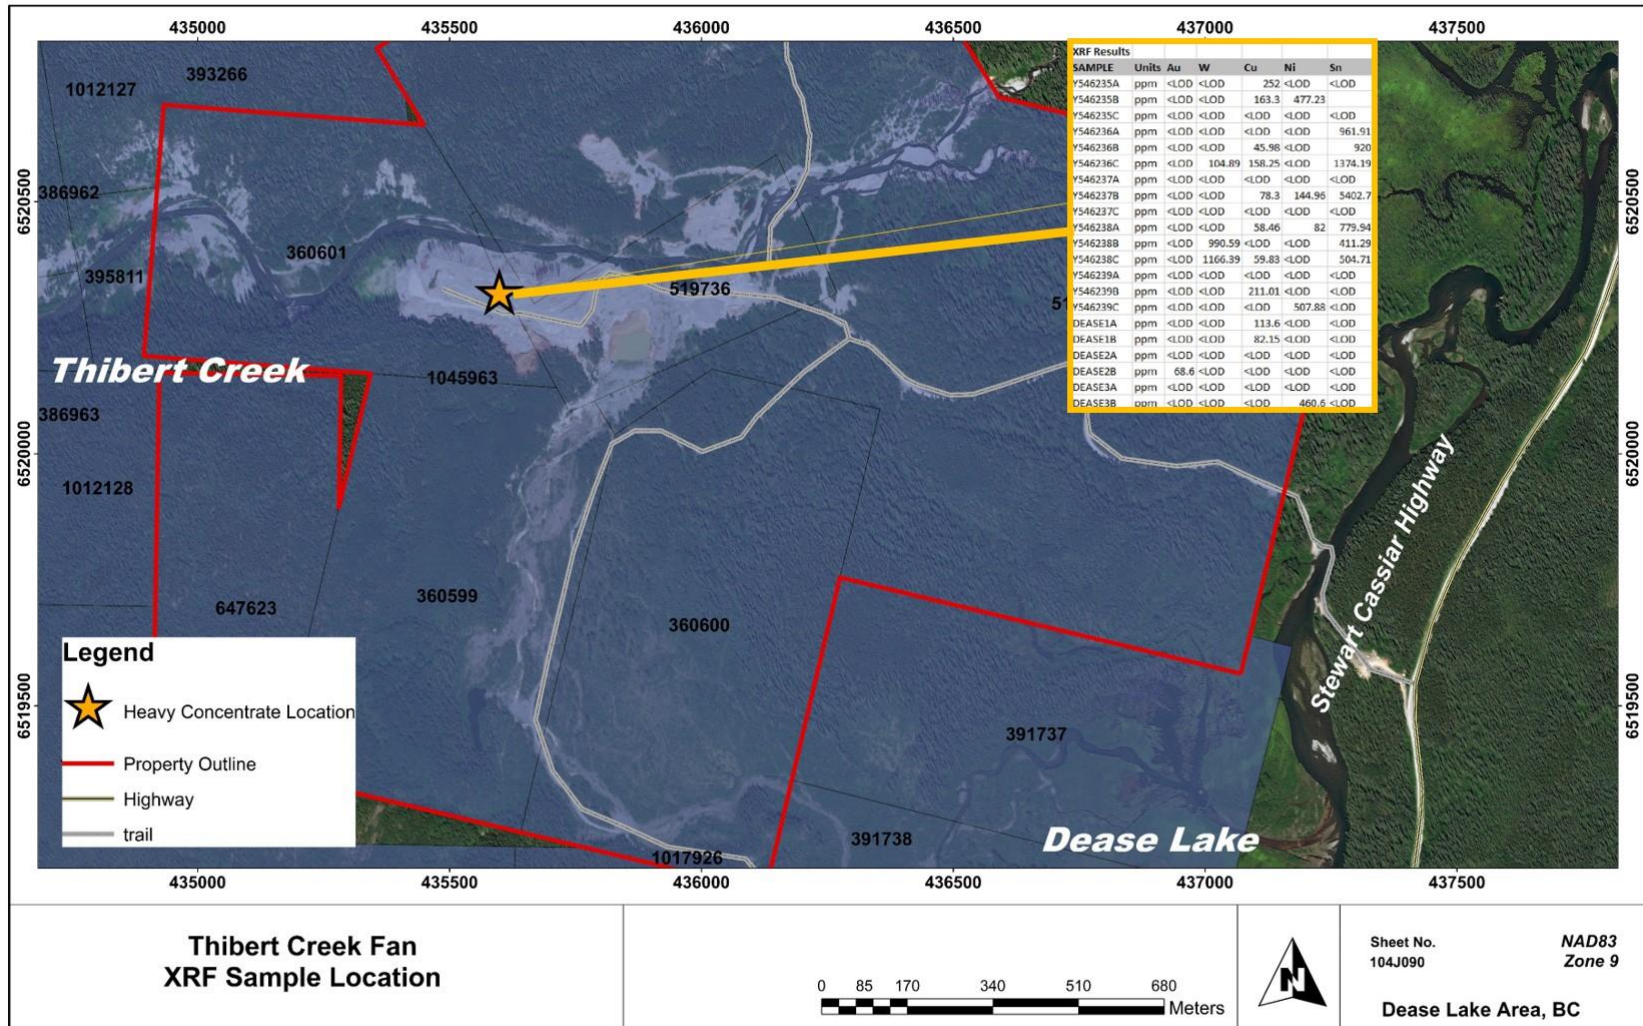 435000 435500 436000 436500 437000 437500
393266
1012127
386962
395811
360601
519736
6520500
6520500
Thibert Creek
386963
1045963
6520000
6520000
1012128
647623
360599
360600
391737
391738
1017926
6519500
6519500
Stewart Cassiar Highway
Dease Lake
XRF Results
SAMPLE Units Au W Cu Ni Sn
Y546235A ppm <LOD <LOD 252 <LOD <LOD
Y546235B ppm <LOD <LOD 163.3 477.23
Y546235C ppm <LOD <LOD <LOD <LOD <LOD
Y546236A ppm <LOD <LOD <LOD <LOD 961.91
Y546236B ppm <LOD <LOD 45.98 <LOD 920
Y546236C ppm <LOD 104.89 158.25 <LOD 1374.19
Y546237A ppm <LOD <LOD <LOD <LOD <LOD
Y546237B ppm <LOD <LOD 78.3 144.96 5402.7
Y546237C ppm <LOD <LOD <LOD <LOD <LOD
Y546238A ppm <LOD <LOD 58.46 82 779.94
Y546238B ppm <LOD 990.59 <LOD <LOD 411.29
Y546238C ppm <LOD 1166.39 59.83 <LOD 504.71
Y546239A ppm <LOD <LOD <LOD <LOD <LOD
Y546239B ppm <LOD <LOD 211.01 <LOD <LOD
Y546239C ppm <LOD <LOD <LOD 507.88 <LOD
DEASE1A ppm <LOD <LOD 113.6 <LOD <LOD
DEASE1B ppm <LOD <LOD 82.15 <LOD <LOD
DEASE2A ppm <LOD <LOD <LOD <LOD <LOD
DEASE2B ppm 68.6 <LOD <LOD <LOD <LOD
DEASE3A ppm <LOD <LOD <LOD <LOD <LOD
DEASE3B ppm <LOD <LOD <LOD 460.6 <LOD
Legend
Heavy Concentrate Location
Property Outline
Highway
trail
435000 435500 436000 436500 437000 437500
Thibert Creek Fan
XRF Sample Location
0 85 170 340 510 680
Meters
N
Sheet No.
104J090
NAD83
Zone 9
Dease Lake Area, BC